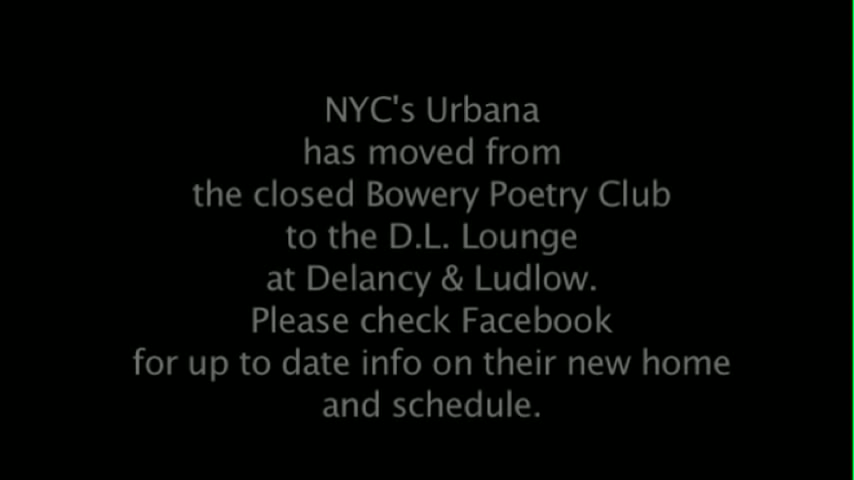 NYC's Urbana
has moved from
the closed Bowery Poetry Club
to the D.L. Lounge
at Delancy & Ludlow.
Please check Facebook
for up to date info on their new home
and schedule.